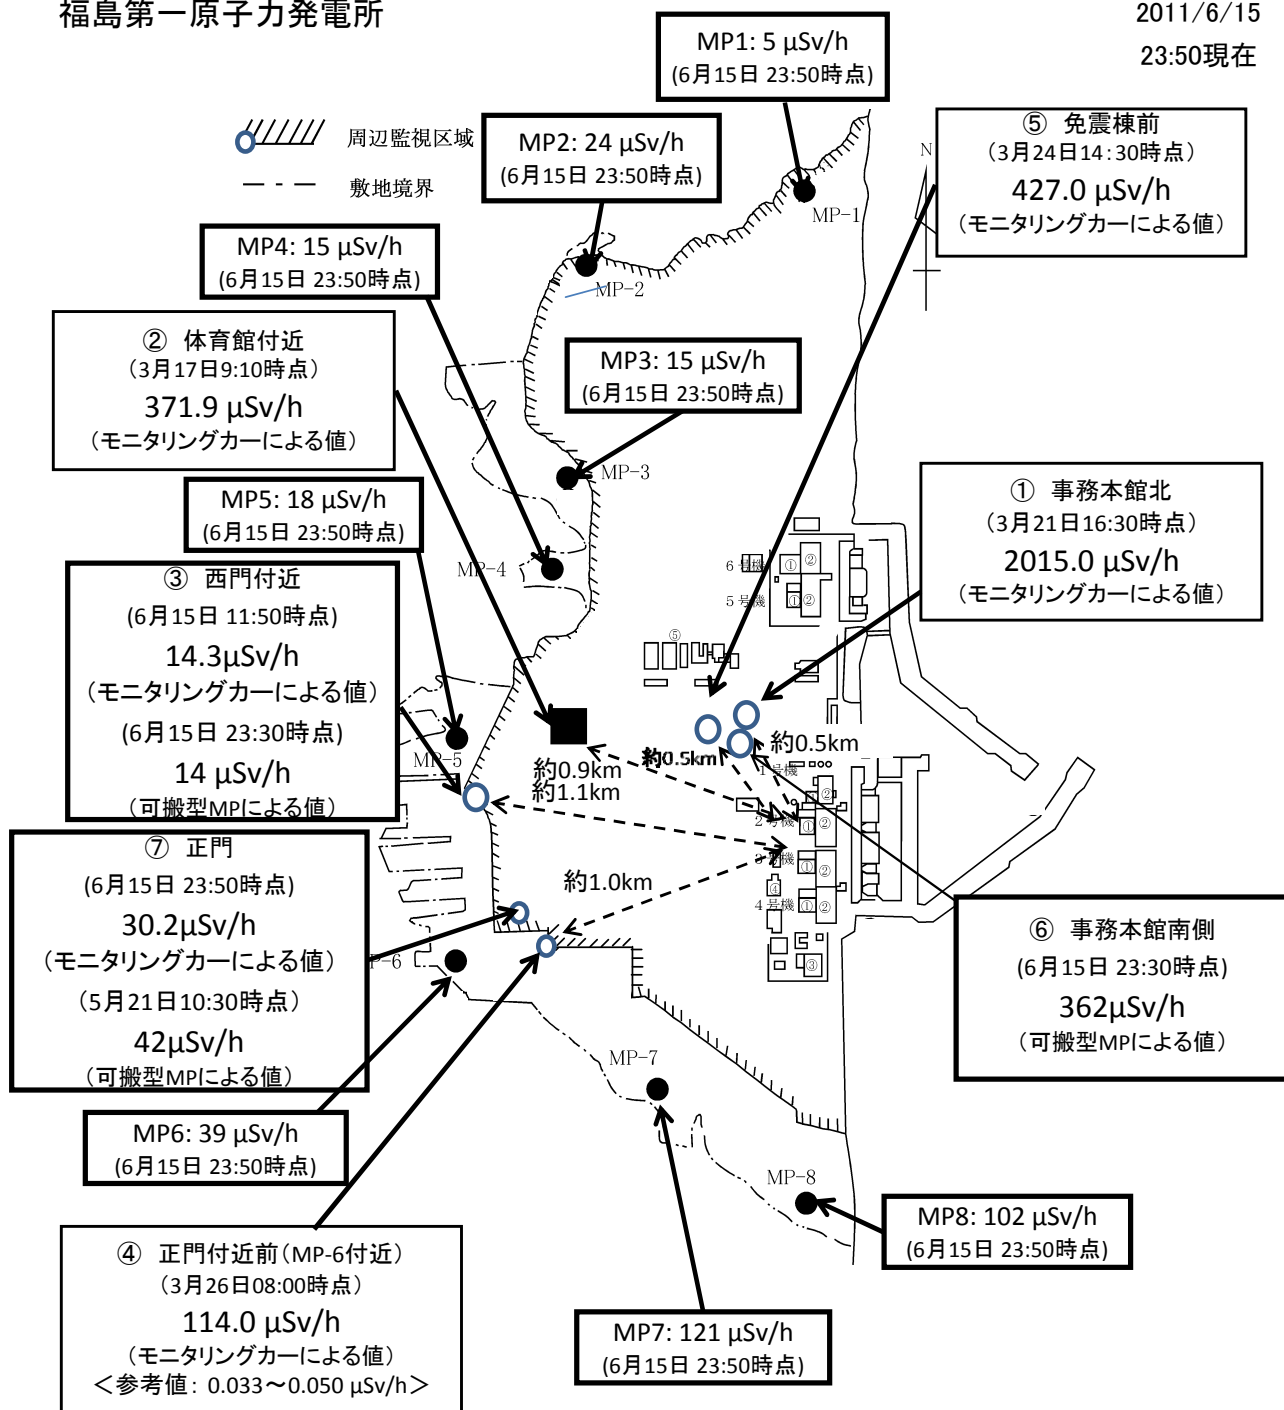 福島第一原子力発電所
2011/6/15
23:50現在
MP1: 5 μSv/h
(6月15日 23:50時点)
周辺監視区域
敷地境界
MP2: 24 μSv/h
(6月15日 23:50時点)
⑤ 免震棟前
(3月24日14:30時点)
427.0 μSv/h
(モニタリングカーによる値)
N
MP-1
MP4: 15 μSv/h
(6月15日 23:50時点)
MP-2
② 体育館付近
(3月17日9:10時点)
371.9 μSv/h
(モニタリングカーによる値)
MP3: 15 μSv/h
(6月15日 23:50時点)
MP-3
MP5: 18 μSv/h
(6月15日 23:50時点)
① 事務本館北
(3月21日16:30時点)
2015.0 μSv/h
(モニタリングカーによる値)
MP-4
③ 西門付近
(6月15日 11:50時点)
14.3μSv/h
(モニタリングカーによる値)
(6月15日 23:30時点)
14 μSv/h
(可搬型MPによる値)
6号機
① ②
5号機
① ②
⑤
MP-5
約0.9km
約1.1km
約0.5km
約0.5km
1号機
②
2号機
① ②
3号機
① ②
④
4号機
① ②
③
⑦ 正門
(6月15日 23:50時点)
30.2μSv/h
(モニタリングカーによる値)
(5月21日10:30時点)
42μSv/h
(可搬型MPによる値)
約1.0km
P-6
⑥ 事務本館南側
(6月15日 23:30時点)
362μSv/h
(可搬型MPによる値)
MP-7
MP6: 39 μSv/h
(6月15日 23:50時点)
MP-8
MP8: 102 μSv/h
(6月15日 23:50時点)
④ 正門付近前(MP-6付近)
(3月26日08:00時点)
114.0 μSv/h
(モニタリングカーによる値)
<参考値: 0.033～0.050 μSv/h>
MP7: 121 μSv/h
(6月15日 23:50時点)